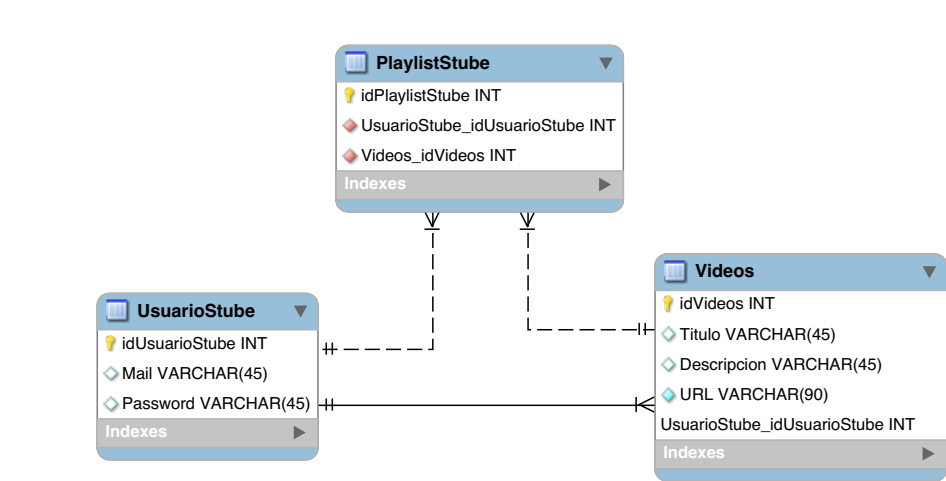 PlaylistStube
idPlaylistStube INT
UsuarioStube_idUsuarioStube INT
Videos_idVideos INT
Indexes
UsuarioStube
idUsuarioStube INT
Mail VARCHAR(45)
Password VARCHAR(45)
Indexes
Videos
idVideos INT
Titulo VARCHAR(45)
Descripcion VARCHAR(45)
URL VARCHAR(90)
UsuarioStube_idUsuarioStube INT
Indexes